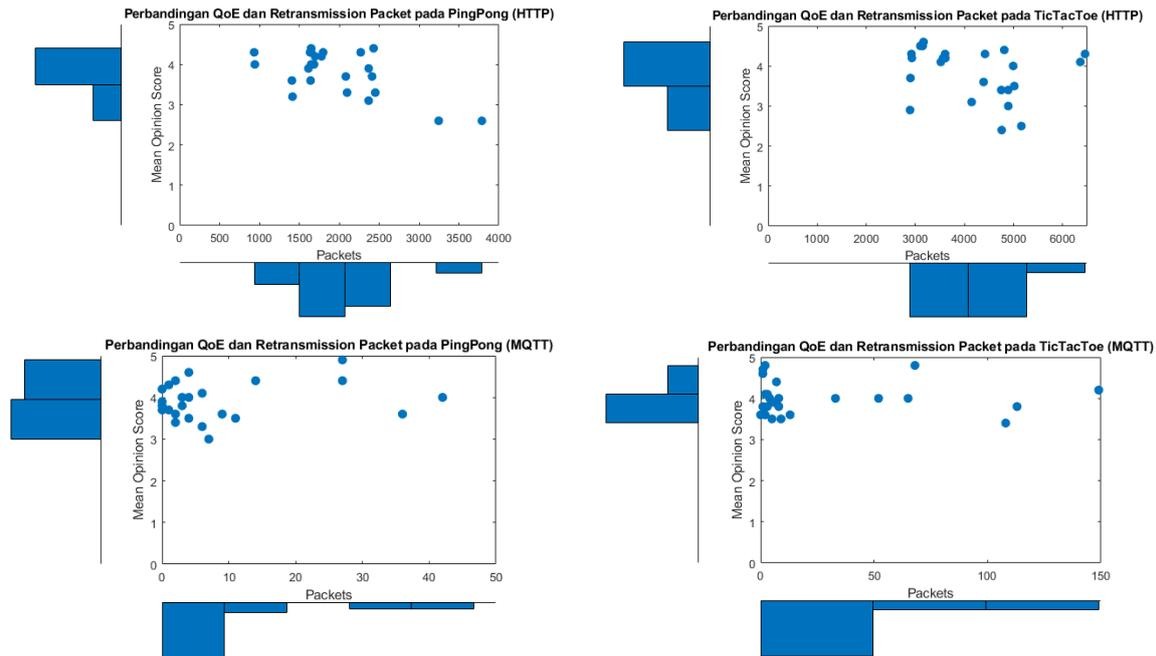 Perbandingan QoE dan Retransmission Packet pada PingPong (HTTP)
5
4
3
2
1
0
Mean Opinion Score
0 500 1000 1500 2000 2500 3000 3500 4000
Packets
Perbandingan QoE dan Retransmission Packet pada TicTacToe (HTTP)
5
4
3
2
1
0
Mean Opinion Score
0 1000 2000 3000 4000 5000 6000
Packets
Perbandingan QoE dan Retransmission Packet pada PingPong (MQTT)
5
4
3
2
1
0
Mean Opinion Score
0 10 20 30 40 50
Packets
Perbandingan QoE dan Retransmission Packet pada TicTacToe (MQTT)
5
4
3
2
1
0
Mean Opinion Score
0 50 100 150
Packets